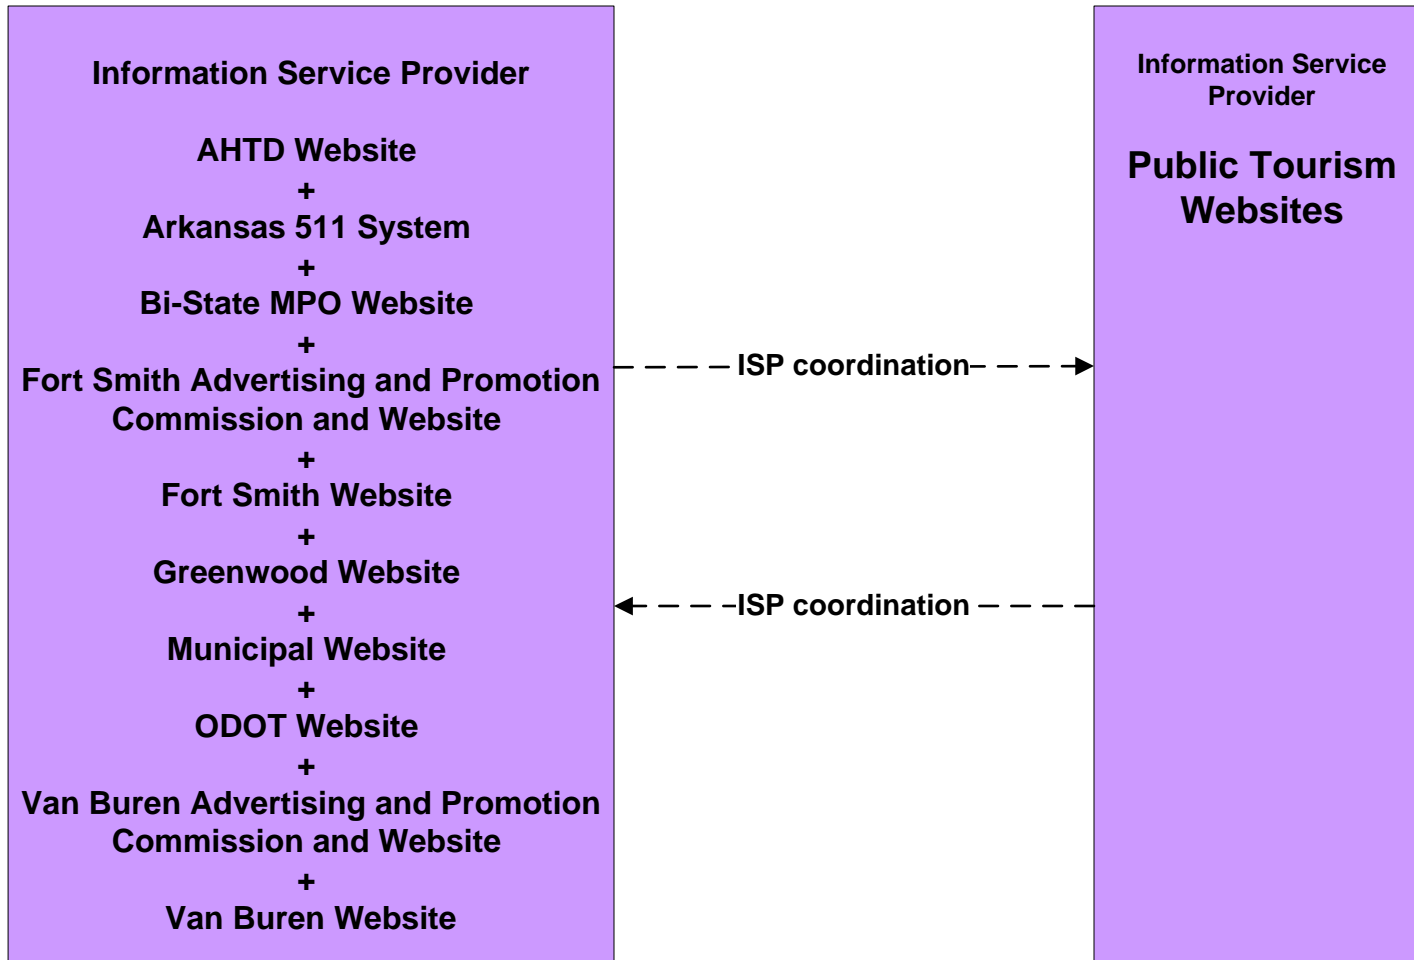 Information Service Provider
AHTD Website
+
Arkansas 511 System
+
Bi-State MPO Website
+
Fort Smith Advertising and Promotion
Commission and Website
+
Fort Smith Website
+
Greenwood Website
+
Municipal Website
+
ODOT Website
+
Van Buren Advertising and Promotion
Commission and Website
+
Van Buren Website
ISP coordination
ISP coordination
Information Service
Provider
Public Tourism
Websites